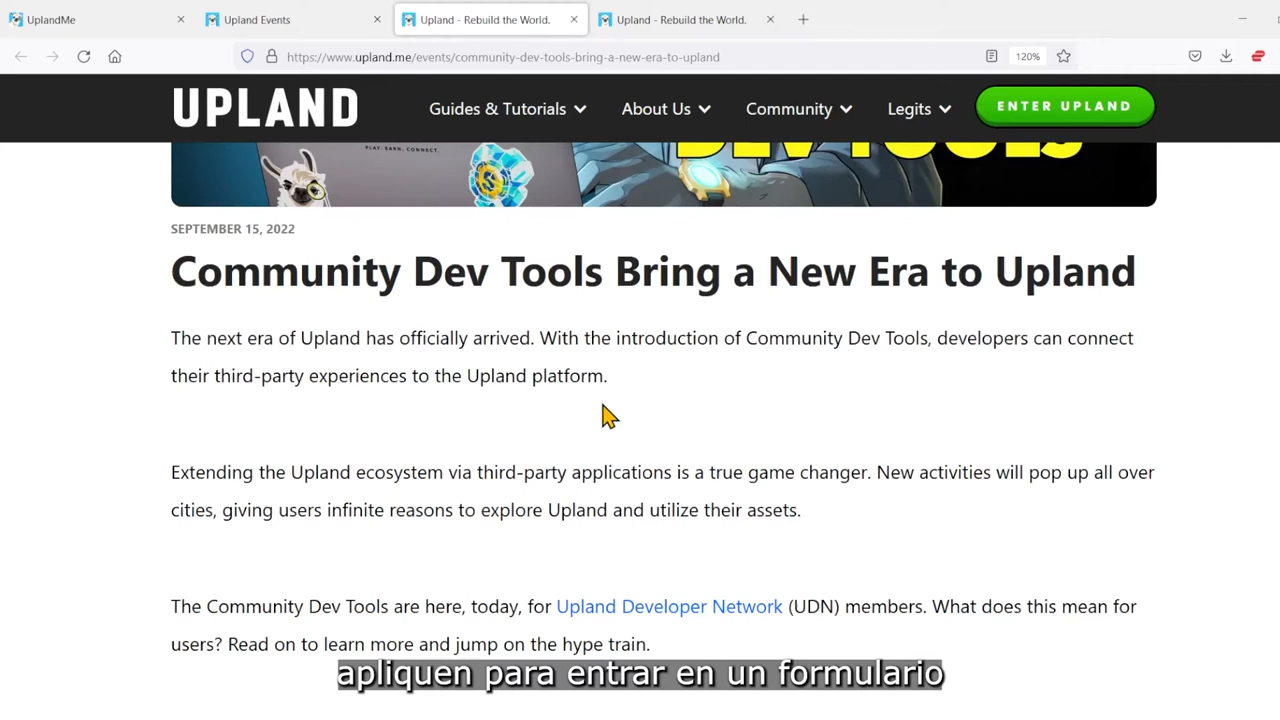 UplandMe
Upland Events
Upland - Rebuild the World.
Upland - Rebuild the World.
https://www.upland.me/events/community-dev-tools-bring-a-new-era-to-upland
120%
UPLAND
Guides & Tutorials
About Us
Community
Legits
ENTER UPLAND
PLAY. EARN. CONNECT.
DEV TOOLS
SEPTEMBER 15, 2022
Community Dev Tools Bring a New Era to Upland
The next era of Upland has officially arrived. With the introduction of Community Dev Tools, developers can connect
their third-party experiences to the Upland platform.
Extending the Upland ecosystem via third-party applications is a true game changer. New activities will pop up all over
cities, giving users infinite reasons to explore Upland and utilize their assets.
The Community Dev Tools are here, today, for Upland Developer Network (UDN) members. What does this mean for
users? Read on to learn more and jump on the hype train.
apliquen para entrar en un formulario